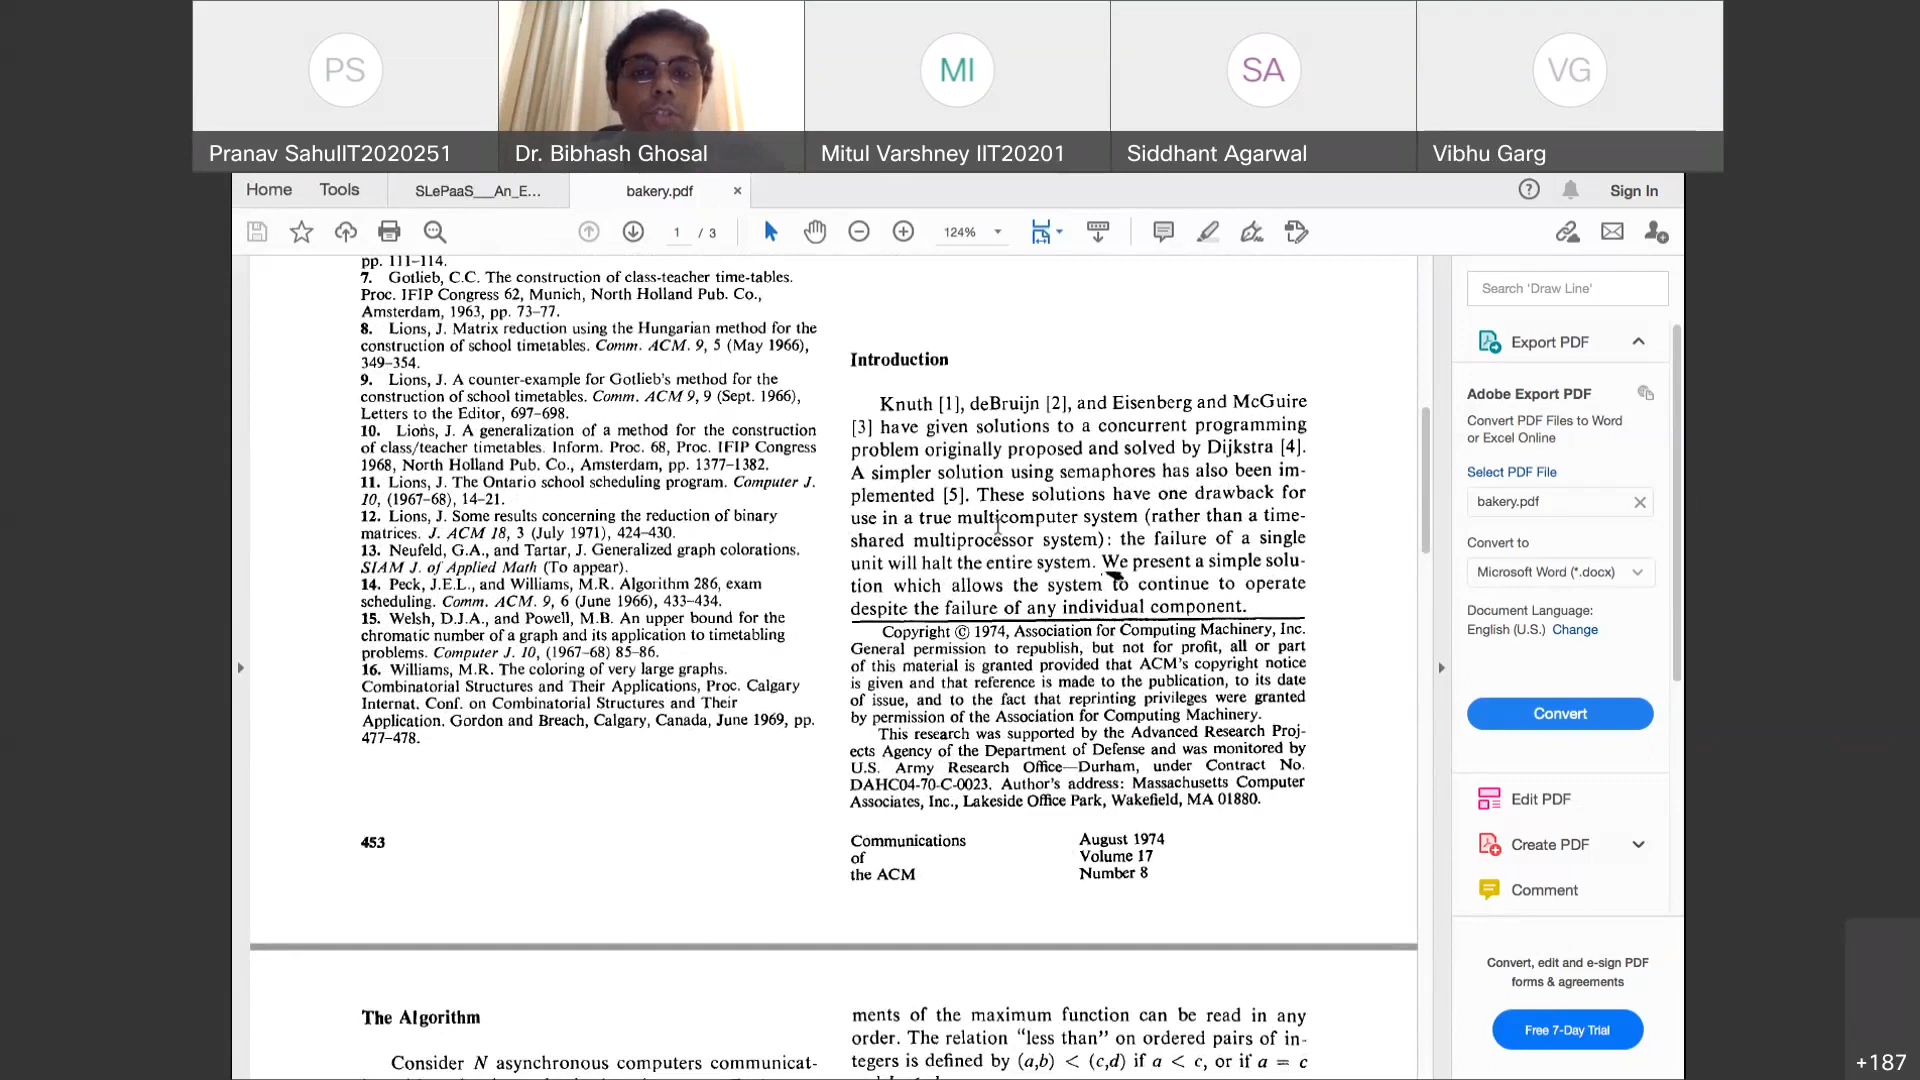 PS
MI
SA
VG
Pranav SahuIIT2020251
Dr. Bibhash Ghosal
Mitul Varshney IIT20201
Siddhant Agarwal
Vibhu Garg
Home
Tools
SLePaaS___An_E...
bakery.pdf
Sign In
1 / 3
124%
pp. 111–114.
7. Gotlieb, C.C. The construction of class-teacher time-tables.
Proc. IFIP Congress 62, Munich, North Holland Pub. Co.,
Amsterdam, 1963, pp. 73–77.
8. Lions, J. Matrix reduction using the Hungarian method for the
construction of school timetables. Comm. ACM. 9, 5 (May 1966),
349–354.
9. Lions, J. A counter-example for Gotlieb's method for the
construction of school timetables. Comm. ACM 9, 9 (Sept. 1966),
Letters to the Editor, 697–698.
10. Lions, J. A generalization of a method for the construction
of class/teacher timetables. Inform. Proc. 68, Proc. IFIP Congress
1968, North Holland Pub. Co., Amsterdam, pp. 1377–1382.
11. Lions, J. The Ontario school scheduling program. Computer J.
10, (1967–68), 14–21.
12. Lions, J. Some results concerning the reduction of binary
matrices. J. ACM 18, 3 (July 1971), 424–430.
13. Neufeld, G.A., and Tartar, J. Generalized graph colorations.
SIAM J. of Applied Math (To appear).
14. Peck, J.E.L., and Williams, M.R. Algorithm 286, exam
scheduling. Comm. ACM. 9, 6 (June 1966), 433–434.
15. Welsh, D.J.A., and Powell, M.B. An upper bound for the
chromatic number of a graph and its application to timetabling
problems. Computer J. 10, (1967–68) 85–86.
16. Williams, M.R. The coloring of very large graphs.
Combinatorial Structures and Their Applications, Proc. Calgary
Internat. Conf. on Combinatorial Structures and Their
Application. Gordon and Breach, Calgary, Canada, June 1969, pp.
477–478.
453
Introduction
Knuth [1], deBruijn [2], and Eisenberg and McGuire
[3] have given solutions to a concurrent programming
problem originally proposed and solved by Dijkstra [4].
A simpler solution using semaphores has also been im-
plemented [5]. These solutions have one drawback for
use in a true multicomputer system (rather than a time-
shared multiprocessor system): the failure of a single
unit will halt the entire system. We present a simple solu-
tion which allows the system to continue to operate
despite the failure of any individual component.
Copyright © 1974, Association for Computing Machinery, Inc.
General permission to republish, but not for profit, all or part
of this material is granted provided that ACM's copyright notice
is given and that reference is made to the publication, to its date
of issue, and to the fact that reprinting privileges were granted
by permission of the Association for Computing Machinery.
This research was supported by the Advanced Research Proj-
ects Agency of the Department of Defense and was monitored by
U.S. Army Research Office—Durham, under Contract No.
DAHC04-70-C-0023. Author's address: Massachusetts Computer
Associates, Inc., Lakeside Office Park, Wakefield, MA 01880.
Communications
of
the ACM
August 1974
Volume 17
Number 8
The Algorithm
Consider N asynchronous computers communicat-
ments of the maximum function can be read in any
order. The relation “less than” on ordered pairs of in-
tegers is defined by (a,b) < (c,d) if a < c, or if a = c
Search 'Draw Line'
Export PDF
Adobe Export PDF
Convert PDF Files to Word
or Excel Online
Select PDF File
bakery.pdf
Convert to
Microsoft Word (*.docx)
Document Language:
English (U.S.) Change
Convert
Edit PDF
Create PDF
Comment
Convert, edit and e-sign PDF
forms & agreements
Free 7-Day Trial
+187